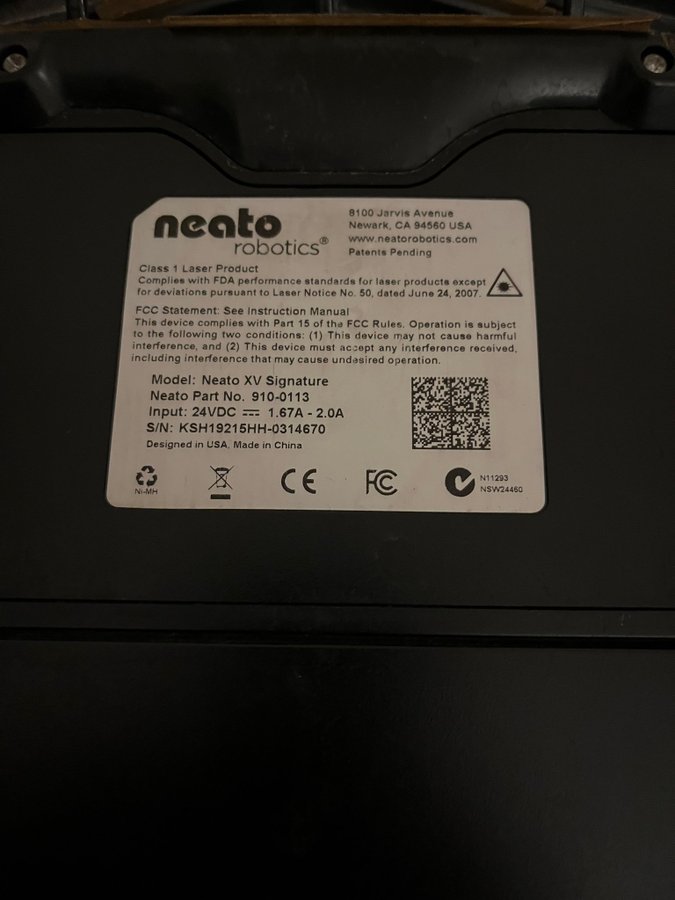 neato
robotics®
8100 Jarvis Avenue
Newark, CA 94560 USA
www.neatorobotics.com
Patents Pending
Class 1 Laser Product
Complies with FDA performance standards for laser products except
for deviations pursuant to Laser Notice No. 50, dated June 24, 2007.
FCC Statement: See Instruction Manual
This device complies with Part 15 of the FCC Rules. Operation is subject
to the following two conditions: (1) This device may not cause harmful
interference, and (2) This device must accept any interference received,
including interference that may cause undesired operation.
Model: Neato XV Signature
Neato Part No. 910-0113
Input: 24VDC ⎓ 1.67A - 2.0A
S/N: KSH19215HH-0314670
Designed in USA, Made in China
Ni-MH
CE
FC
N11293
NSW24460